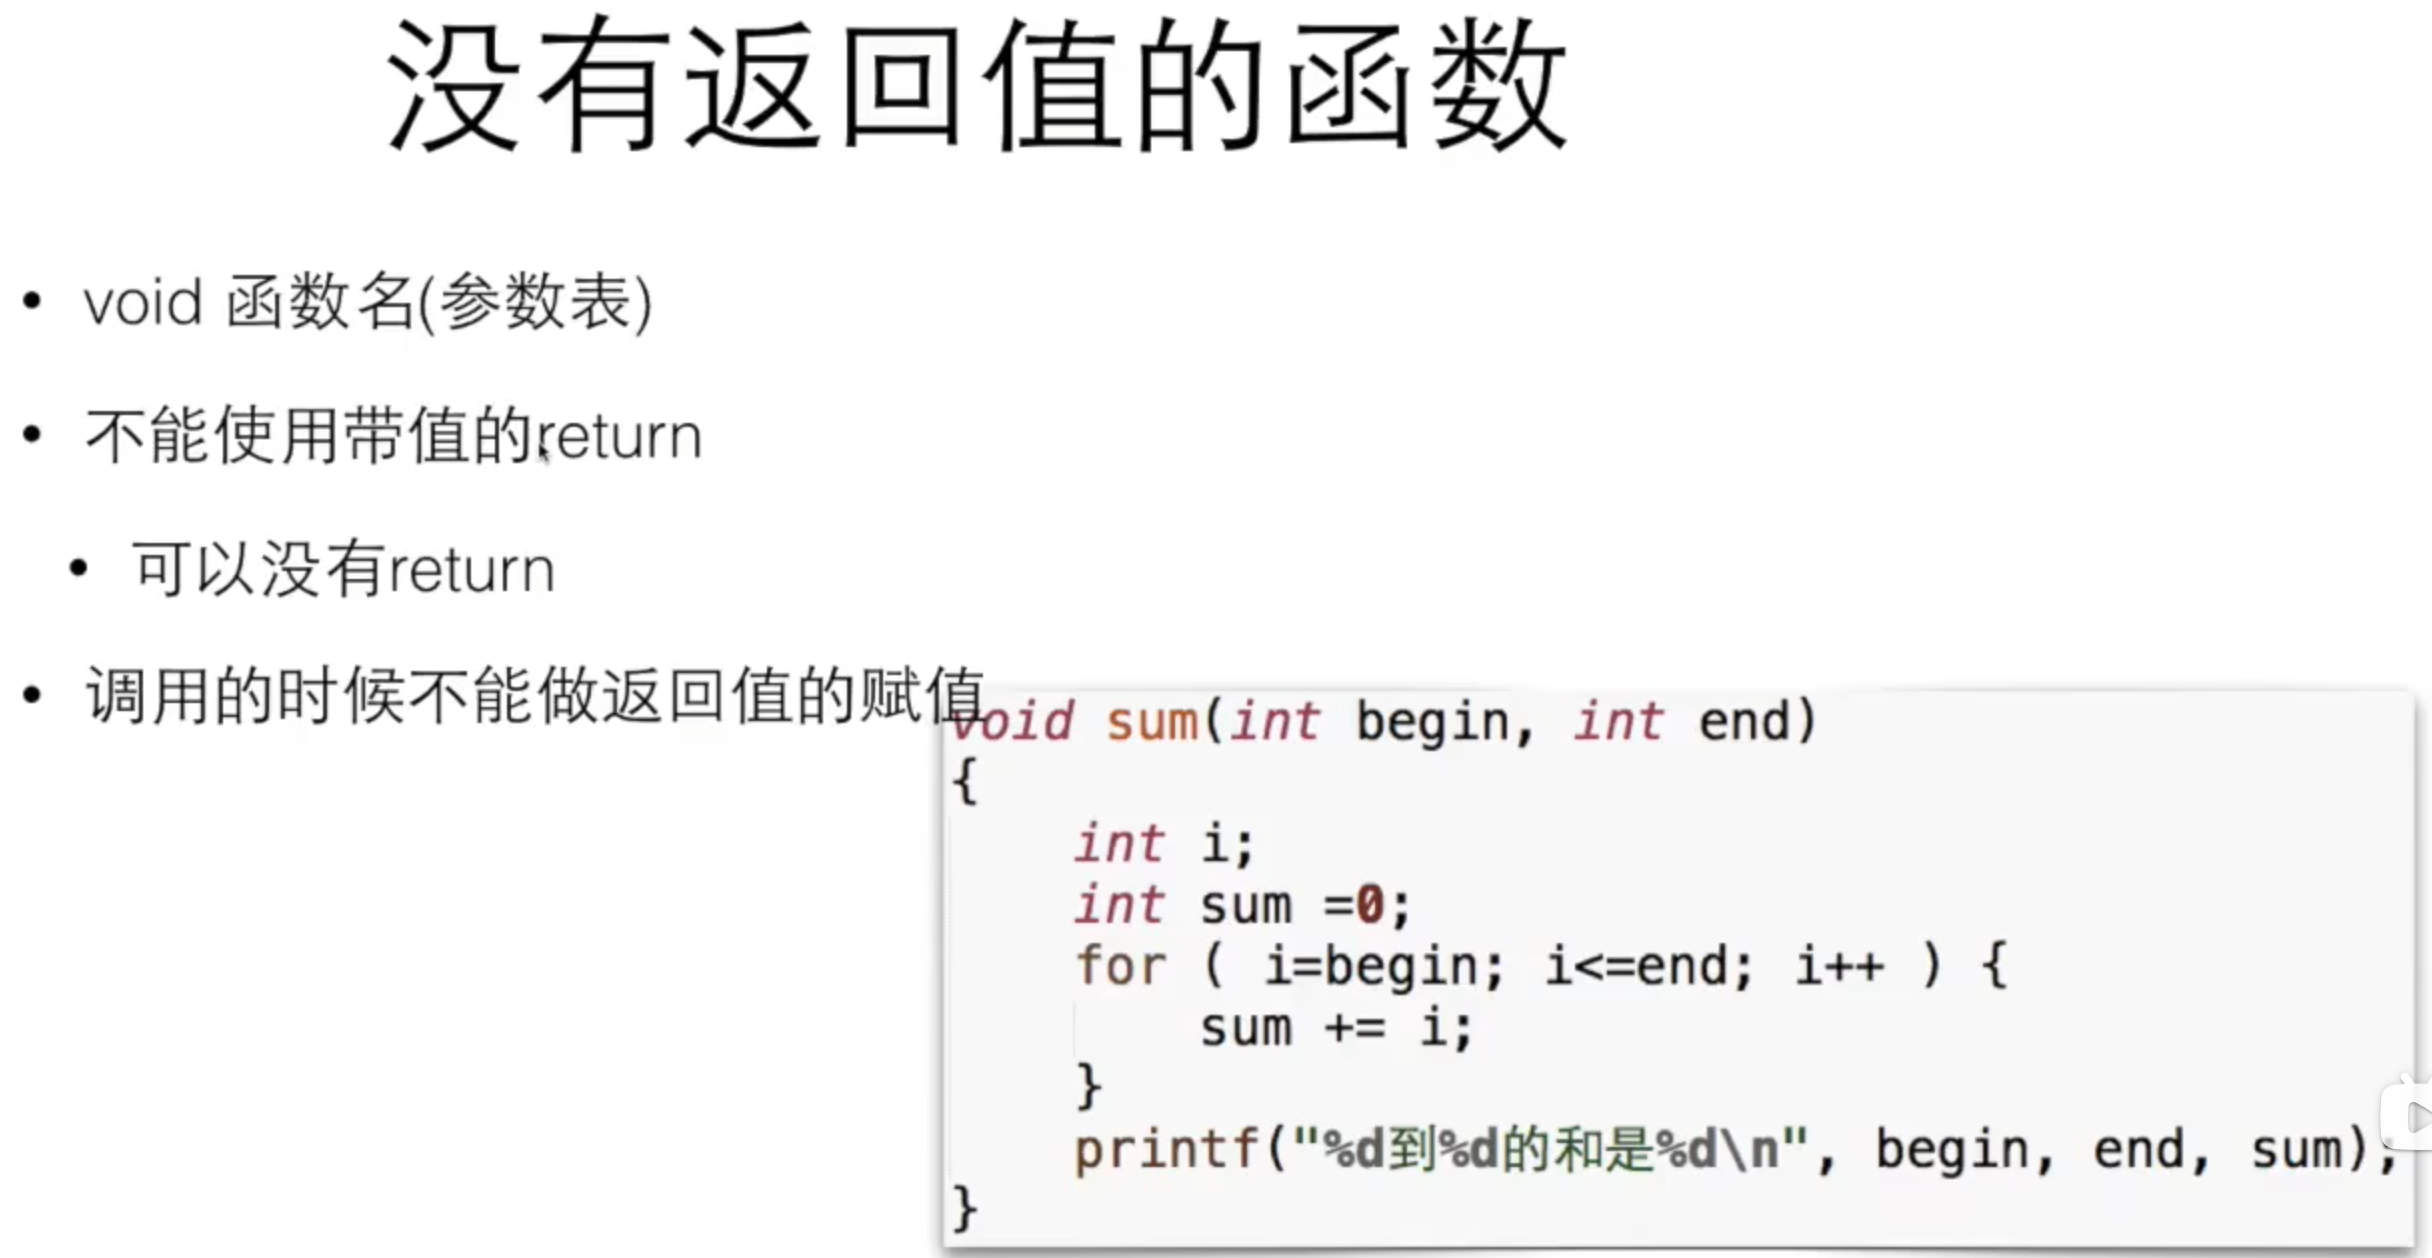 没有返回值的函数
• void 函数名(参数表)
• 不能使用带值的return
• 可以没有return
• 调用的时候不能做返回值的赋值
void sum(int begin, int end)
{
    int i;
    int sum =0;
    for ( i=begin; i<=end; i++ ) {
        sum += i;
    }
    printf("%d到%d的和是%d\n", begin, end, sum);
}